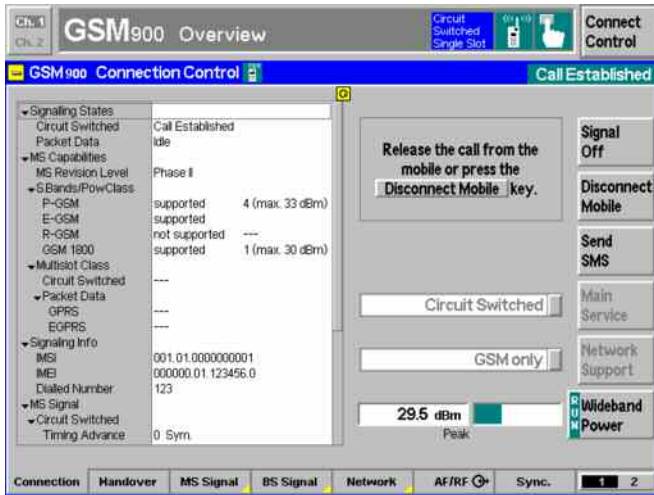 Ch. 1
Ch. 2
GSM900 Overview
Circuit
Switched
Single Slot
Connect
Control
GSM900 Connection Control
Call Established
Signalling States
Circuit Switched Call Established
Packet Data Idle
MS Capabilities
MS Revision Level Phase II
S.Bands/PowClass
P-GSM supported 4 (max. 33 dBm)
E-GSM supported
R-GSM not supported ---
GSM 1800 supported 1 (max. 30 dBm)
Multislot Class
Circuit Switched ---
Packet Data
GPRS ---
EGPRS ---
Signaling Info
IMSI 001.01.0000000001
IMEI 000000.01.123456.0
Dialled Number 123
MS Signal
Circuit Switched
Timing Advance 0 Sym.
Release the call from the
mobile or press the
Disconnect Mobile key.
Circuit Switched
GSM only
29.5 dBm
Peak
Signal
Off
Disconnect
Mobile
Send
SMS
Main
Service
Network
Support
RUN
Wideband
Power
Connection Handover MS Signal BS Signal Network AF/RF Sync. 1 2